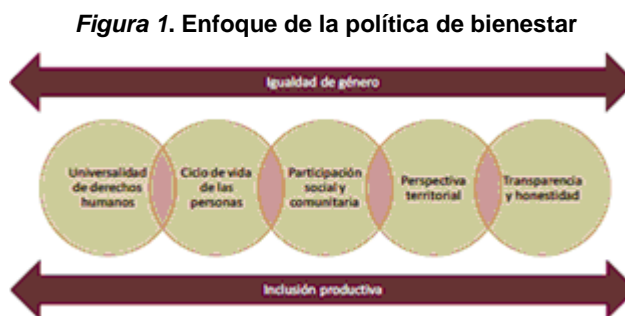 Figura 1. Enfoque de la política de bienestar
Igualdad de género
Universalidad
de derechos
humanos
Ciclo de vida
de las
personas
Participación
social y
comunitaria
Perspectiva
territorial
Transparencia
y honestidad
Inclusión productiva